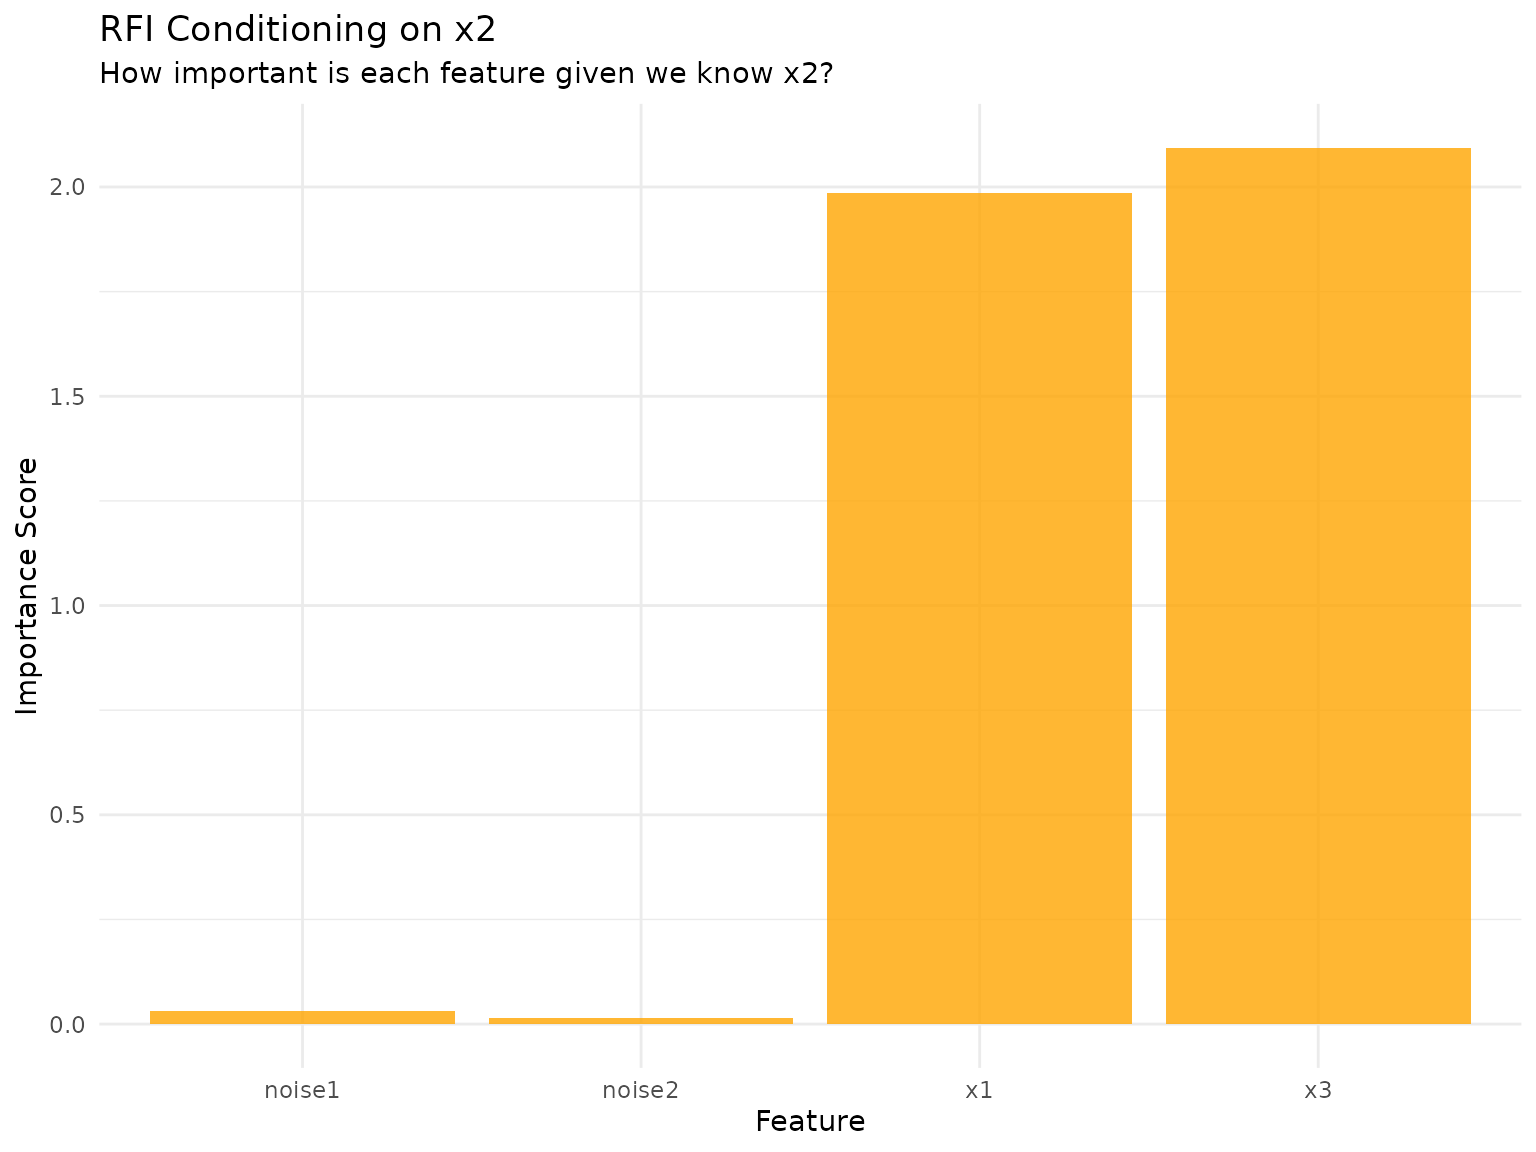 RFI Conditioning on x2
How important is each feature given we know x2?
Importance Score
2.0
1.5
1.0
0.5
0.0
noise1 noise2 x1 x3
Feature